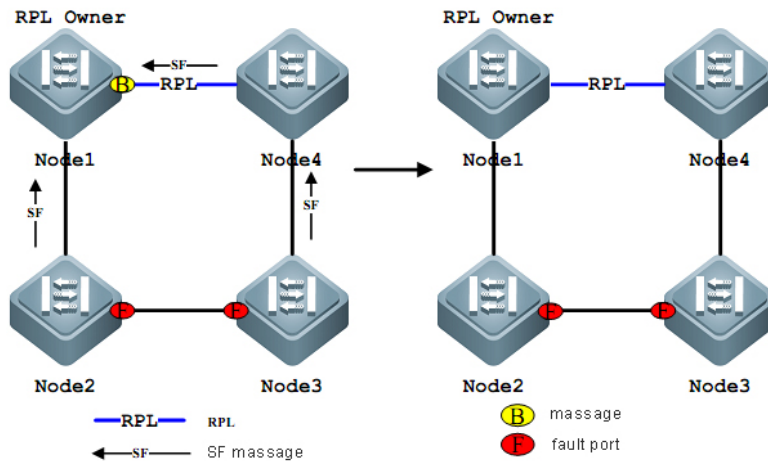 RPL Owner
RPL Owner
SF
B
RPL
RPL
Node1
Node4
Node1
Node4
SF
SF
F
F
F
F
Node2
Node3
Node2
Node3
RPL
RPL
B
massage
SF
SF massage
F
fault port